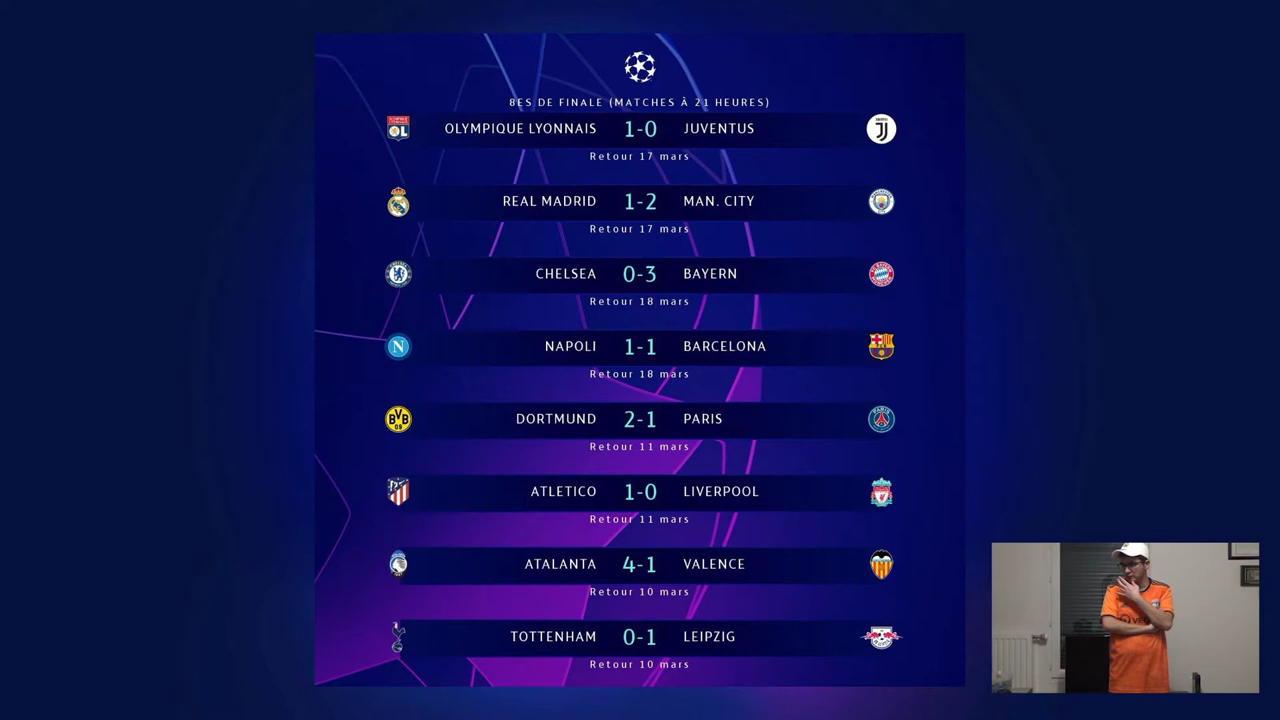 8ES DE FINALE (MATCHES À 21 HEURES)
OLYMPIQUE LYONNAIS 1-0 JUVENTUS
Retour 17 mars
REAL MADRID 1-2 MAN. CITY
Retour 17 mars
CHELSEA 0-3 BAYERN
Retour 18 mars
N NAPOLI 1-1 BARCELONA
Retour 18 mars
BVB 09 DORTMUND 2-1 PARIS PARIS
Retour 11 mars
ATLETICO 1-0 LIVERPOOL
Retour 11 mars
ATALANTA 4-1 VALENCE
Retour 10 mars
TOTTENHAM 0-1 LEIPZIG
Retour 10 mars